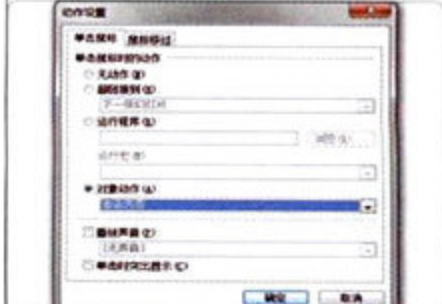 动作设置
单击鼠标 鼠标移过
单击鼠标时的动作
无动作(N)
超链接到(H)
下一张幻灯片
运行程序(R)
浏览(B)...
运行宏(M)
对象动作(A)
播放声音(P)
[无声音]
单击时突出显示(C)
确定 取消